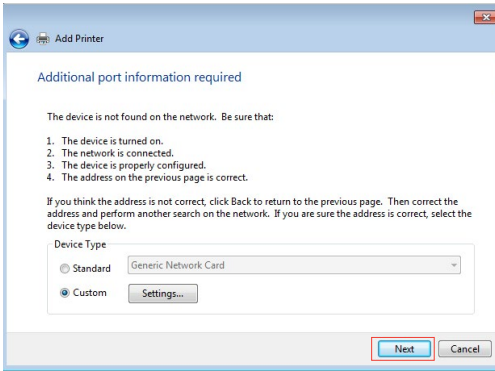 Add Printer
Additional port information required
The device is not found on the network. Be sure that:
1. The device is turned on.
2. The network is connected.
3. The device is properly configured.
4. The address on the previous page is correct.
If you think the address is not correct, click Back to return to the previous page. Then correct the
address and perform another search on the network. If you are sure the address is correct, select the
device type below.
Device Type
Standard Generic Network Card
Custom Settings...
Next Cancel